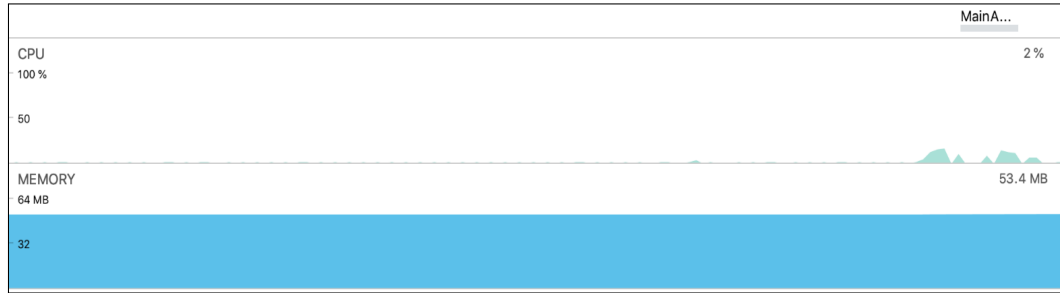 MainA...
CPU 2 %
100 %
50
MEMORY 53.4 MB
64 MB
32